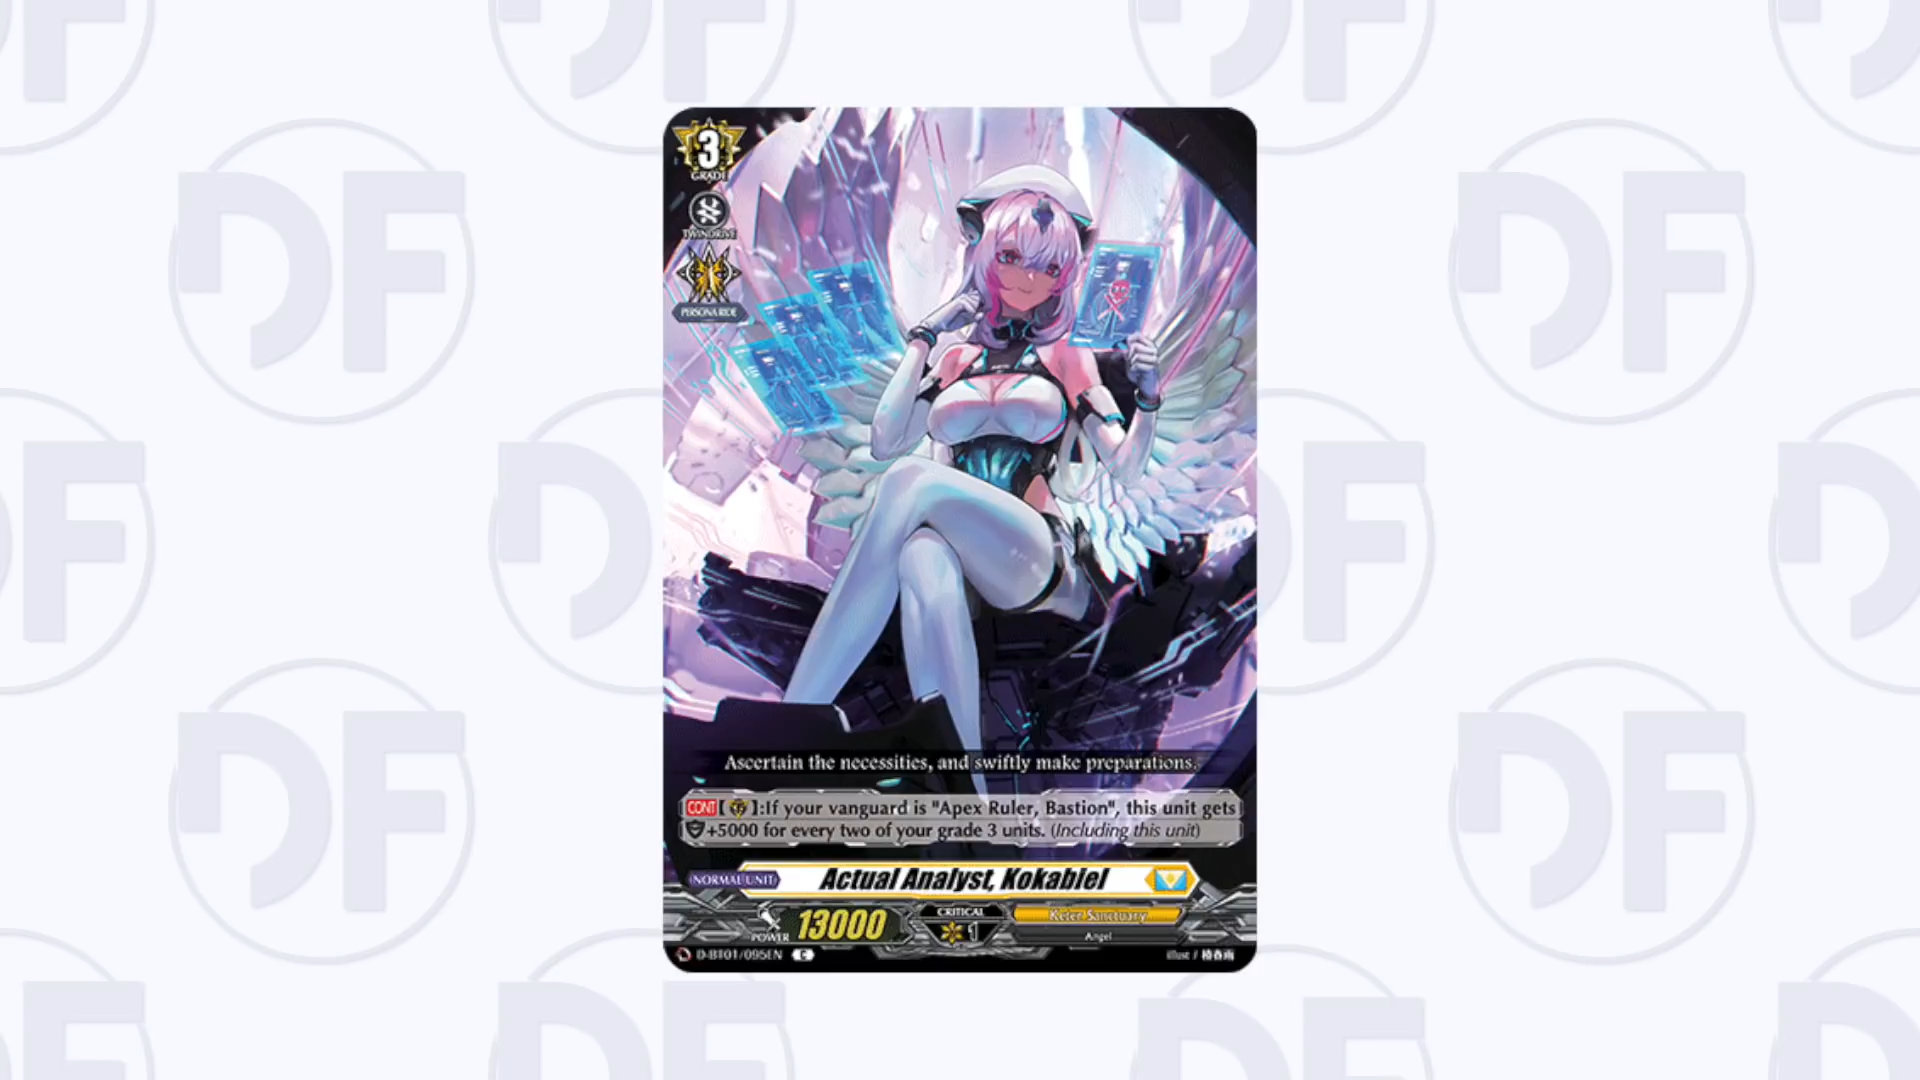 3
GRADE
TWINDRIVE
PERSONA RIDE
Ascertain the necessities, and swiftly make preparations.
CONT【 】:If your vanguard is "Apex Ruler, Bastion", this unit gets
+5000 for every two of your grade 3 units. (Including this unit)
NORMAL UNIT Actual Analyst, Kokabiel
POWER 13000 CRITICAL 1 Keter Sanctuary
Angel
D-BT01/095EN C illust /
DF